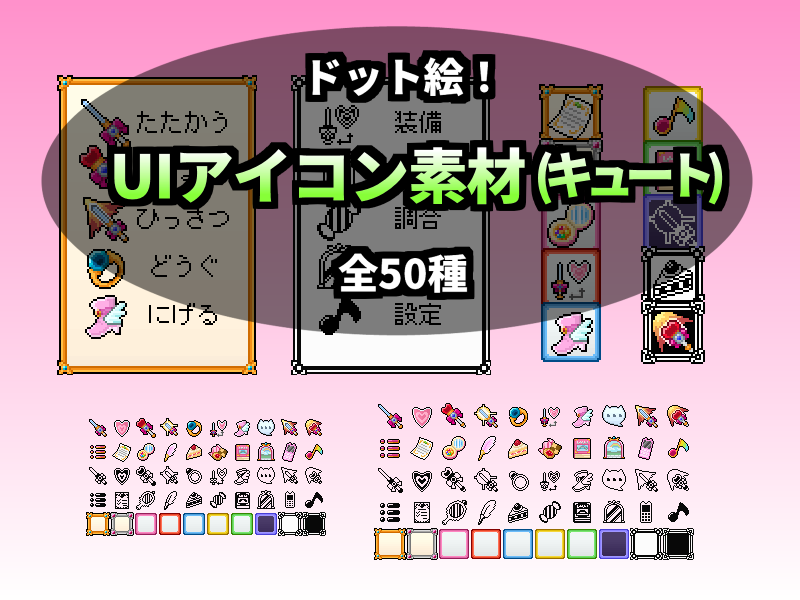 ドット絵！
たたかう
装備
UIアイコン素材(キュート)
ひっさつ
調合
どうぐ
全50種
にげる
設定